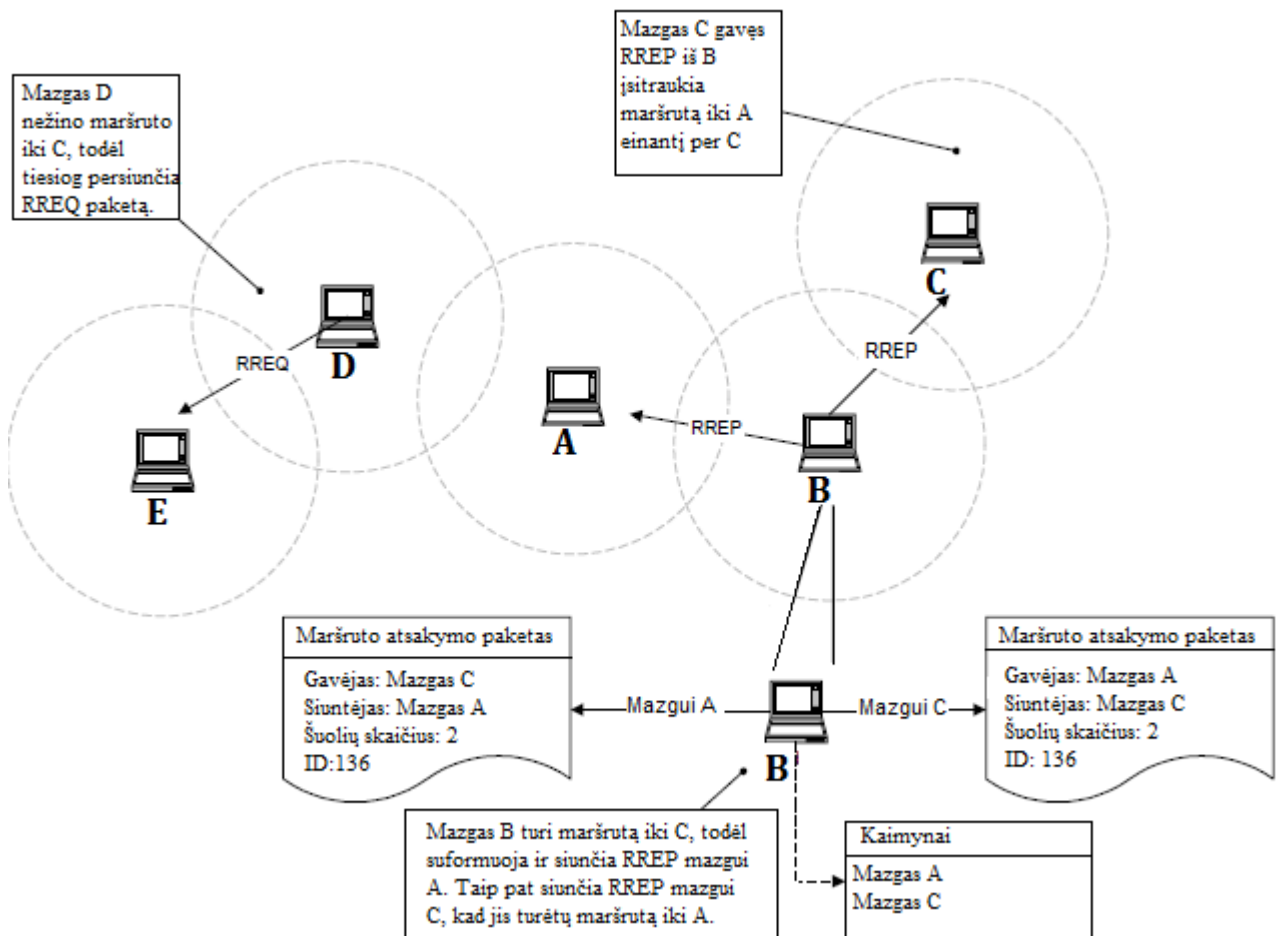 Mazgas C gavęs
RREP iš B
įsitraukia
maršrutą iki A
einantį per C
Mazgas D
nežino maršruto
iki C, todėl
tiesiog persiunčia
RREQ paketą.
C
RREP
RREQ
D
A
RREP
B
E
Maršruto atsakymo paketas
Gavėjas: Mazgas C
Siuntėjas: Mazgas A
Šuolių skaičius: 2
ID:136
Mazgui A
B
Mazgui C
Maršruto atsakymo paketas
Gavėjas: Mazgas A
Siuntėjas: Mazgas C
Šuolių skaičius: 2
ID: 136
Mazgas B turi maršrutą iki C, todėl
suformuoja ir siunčia RREP mazgui
A. Taip pat siunčia RREP mazgui
C, kad jis turėtų maršrutą iki A.
Kaimynai
Mazgas A
Mazgas C